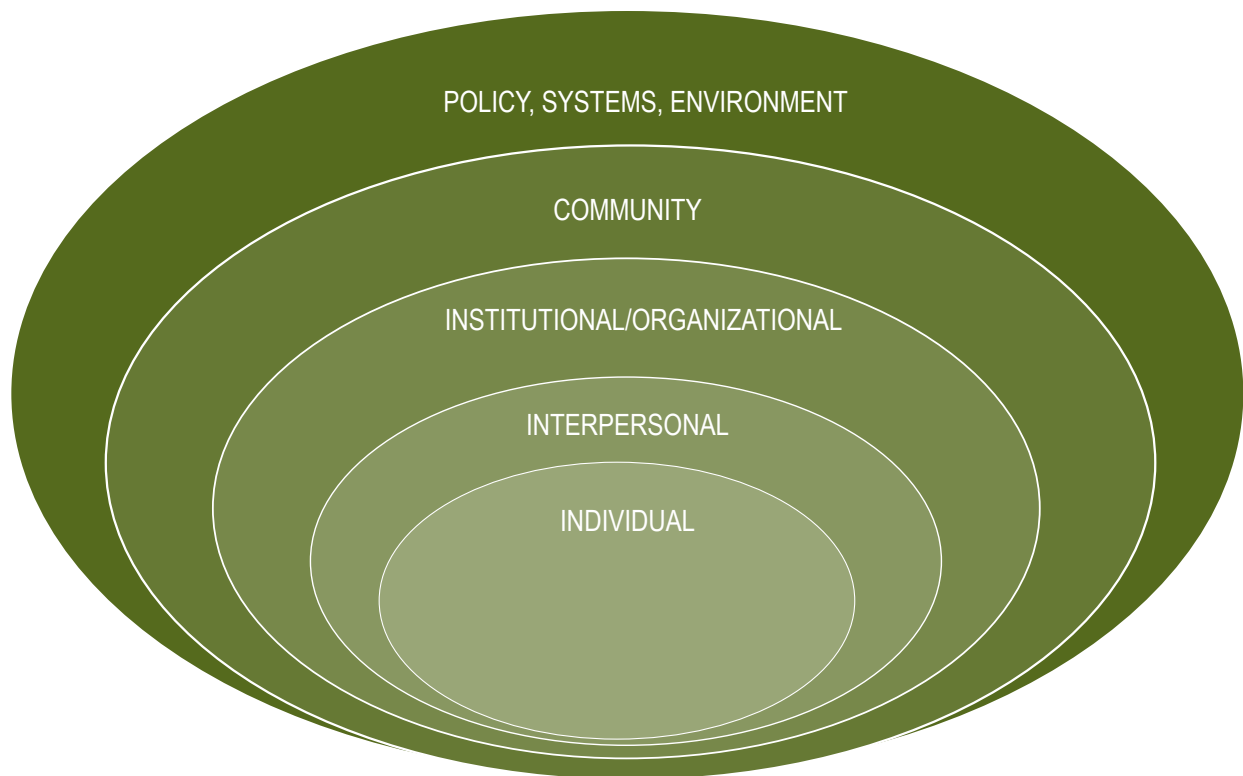 POLICY, SYSTEMS, ENVIRONMENT
COMMUNITY
INSTITUTIONAL/ORGANIZATIONAL
INTERPERSONAL
INDIVIDUAL